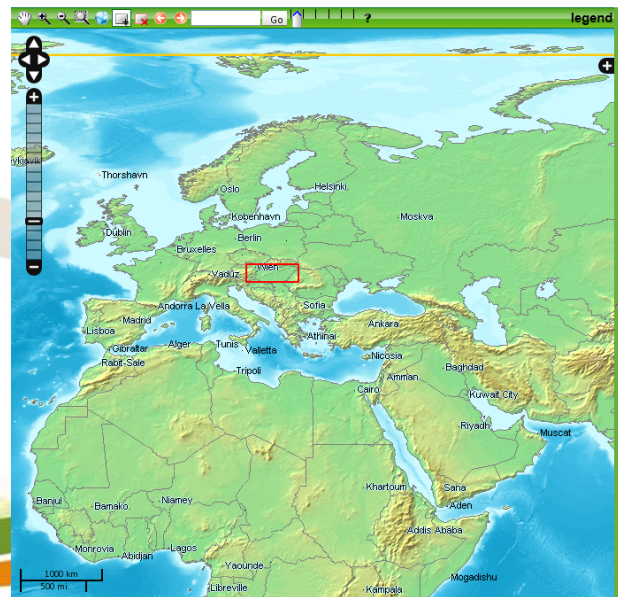 Go
?
legend
ykjavik
Thorshavn
Oslo
Helsinki
Kobenhavn
Moskva
Dublin
Berlin
Bruxelles
Wien
Vaduz
Andorra La Vella
Sofia
Madrid
Ankara
Lisboa
Athinai
Gibraltar
Alger
Tunis
Valletta
Nicosia
Rabit-Sale
Baghdad
Tripoli
Amman
Cairo
Kuwait City
Riyadh
Muscat
Khartoum
Sana
Banjul
Niamey
Bamako
Aden
Addis Ababa
Monrovia
Lagos
Abidjan
Yaounde
1000 km
Mogadishu
500 mi
Libreville
Kampala